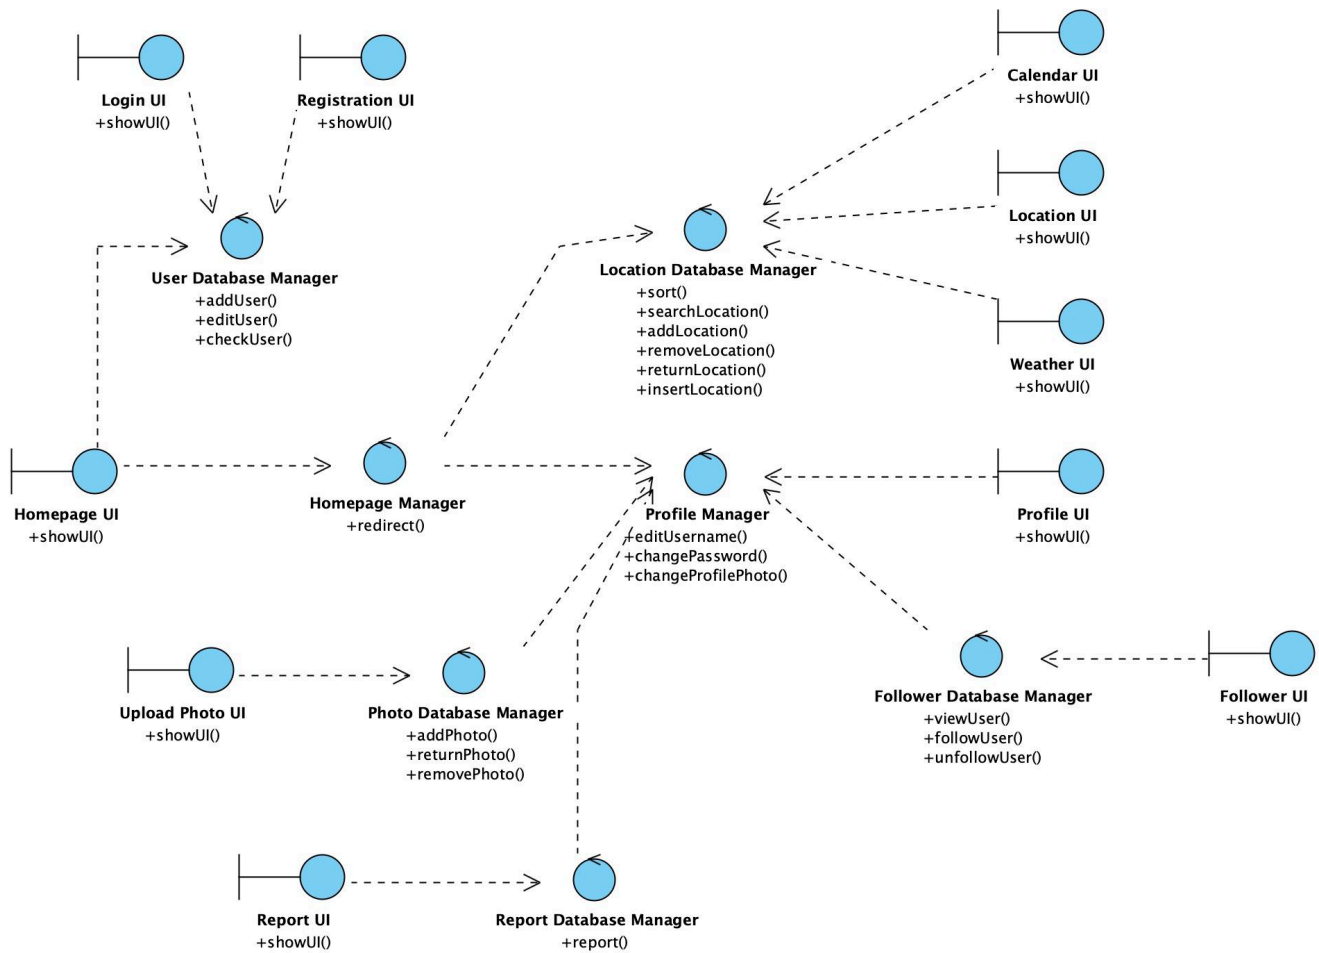 Login UI
+showUI()
Registration UI
+showUI()
Calendar UI
+showUI()
Location UI
+showUI()
Weather UI
+showUI()
User Database Manager
+addUser()
+editUser()
+checkUser()
Location Database Manager
+sort()
+searchLocation()
+addLocation()
+removeLocation()
+returnLocation()
+insertLocation()
Homepage UI
+showUI()
Homepage Manager
+redirect()
Profile Manager
+editUsername()
+changePassword()
+changeProfilePhoto()
Profile UI
+showUI()
Upload Photo UI
+showUI()
Photo Database Manager
+addPhoto()
+returnPhoto()
+removePhoto()
Follower Database Manager
+viewUser()
+followUser()
+unfollowUser()
Follower UI
+showUI()
Report UI
+showUI()
Report Database Manager
+report()